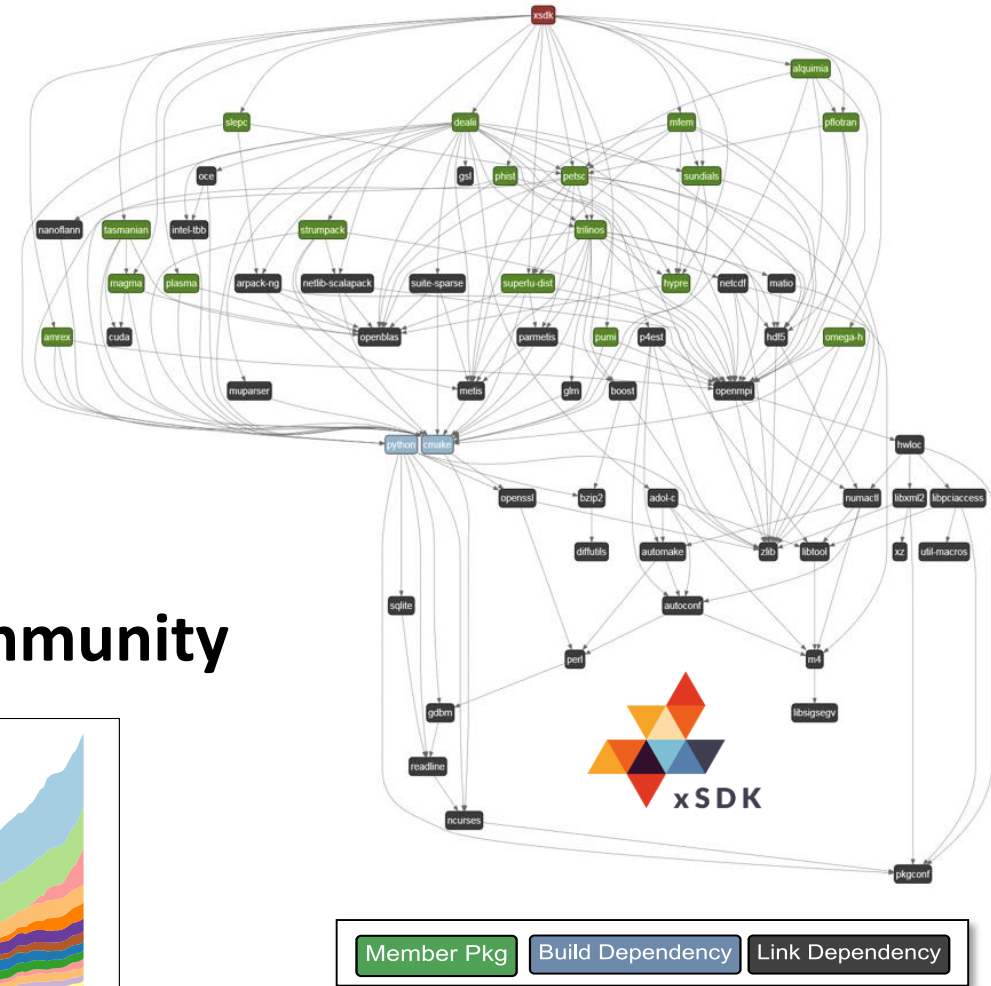 xsdk
alquimia
slepc
dealii
mfem
pflotran
oce
gsl
phist
petsc
sundials
nanoflann
tasmanian
intel-tbb
strumpack
trilinos
magma
plasma
arpack-ng
netlib-scalapack
suite-sparse
superlu-dist
hypre
netcdf
matio
amrex
cuda
openblas
parmetis
pumi
p4est
hdf5
omega-h
muparser
metis
glm
boost
openmpi
python
cmake
hwloc
openssl
bzip2
adol-c
numactl
libxml2
libpciaccess
diffutils
automake
zlib
libtool
xz
util-macros
sqlite
autoconf
mmunity
perl
m4
gdbm
libsigsegv
readline
xSDK
ncurses
pkgconf
Member Pkg
Build Dependency
Link Dependency